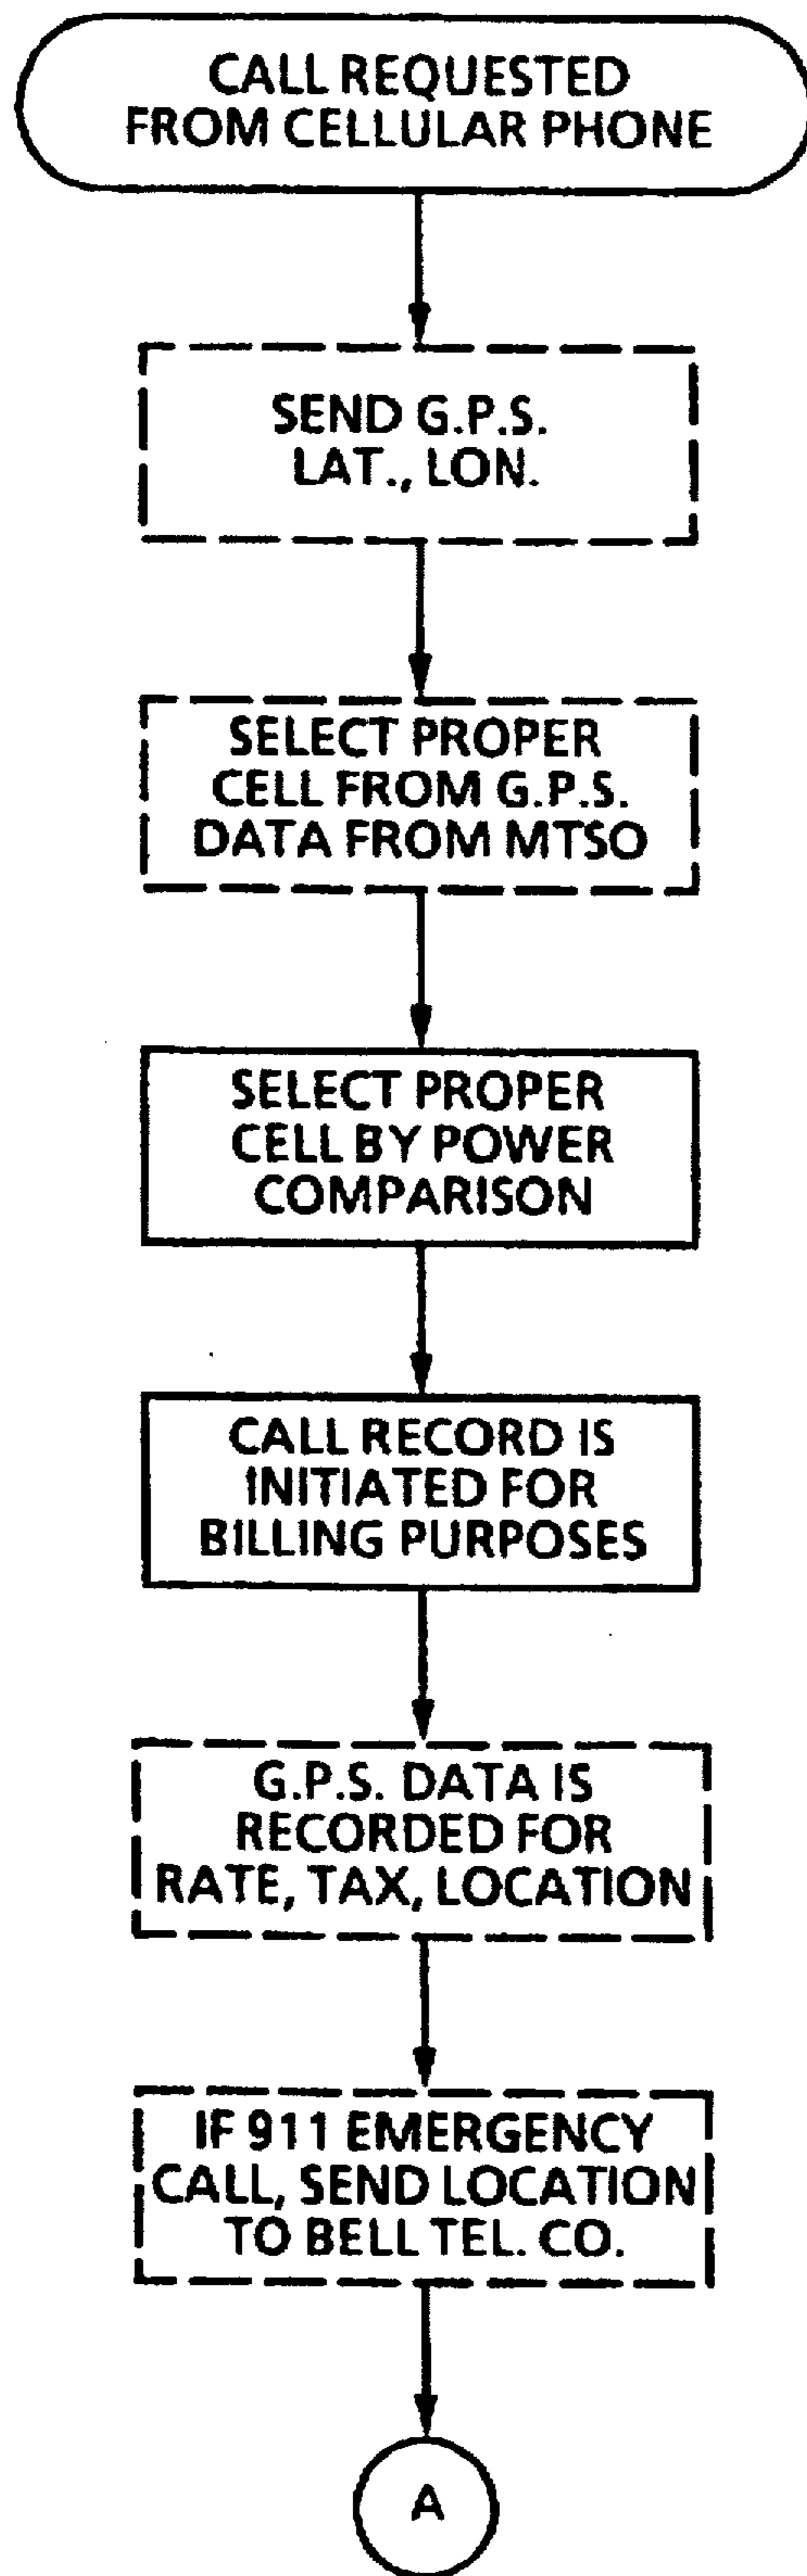 CALL REQUESTED
FROM CELLULAR PHONE
SEND G.P.S.
LAT., LON.
SELECT PROPER
CELL FROM G.P.S.
DATA FROM MTSO
SELECT PROPER
CELL BY POWER
COMPARISON
CALL RECORD IS
INITIATED FOR
BILLING PURPOSES
G.P.S. DATA IS
RECORDED FOR
RATE, TAX, LOCATION
IF 911 EMERGENCY
CALL, SEND LOCATION
TO BELL TEL. CO.
A